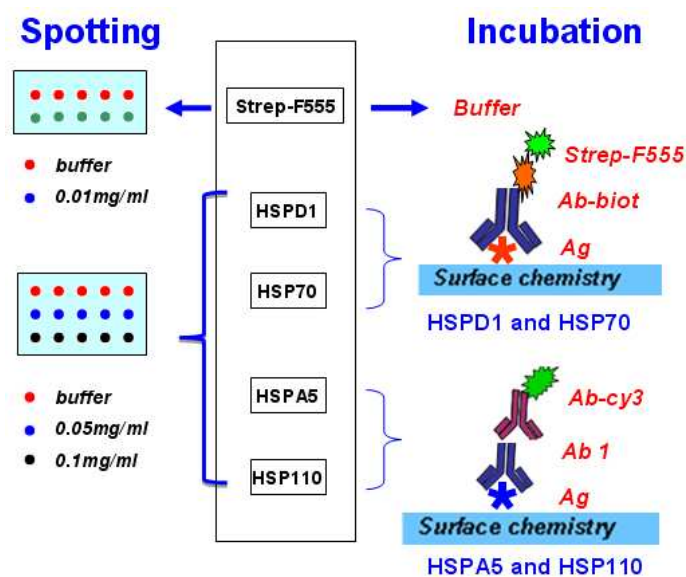 Spotting
Incubation
Strep-F555
Buffer
buffer
0.01mg/ml
Strep-F555
Ab-biot
Ag
Surface chemistry
HSPD1 and HSP70
HSPD1
HSP70
buffer
0.05mg/ml
0.1mg/ml
HSPA5
HSP110
Ab-cy3
Ab 1
Ag
Surface chemistry
HSPA5 and HSP110